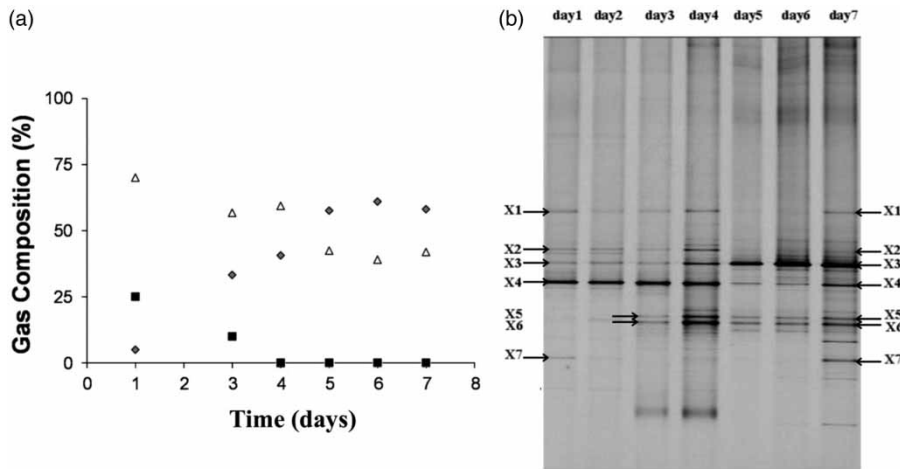 (a)
Gas Composition (%)
100
75
50
25
0
0 1 2 3 4 5 6 7 8
Time (days)
(b)
day1 day2 day3 day4 day5 day6 day7
X1 X1
X2 X2
X3 X3
X4 X4
X5 X5
X6 X6
X7 X7